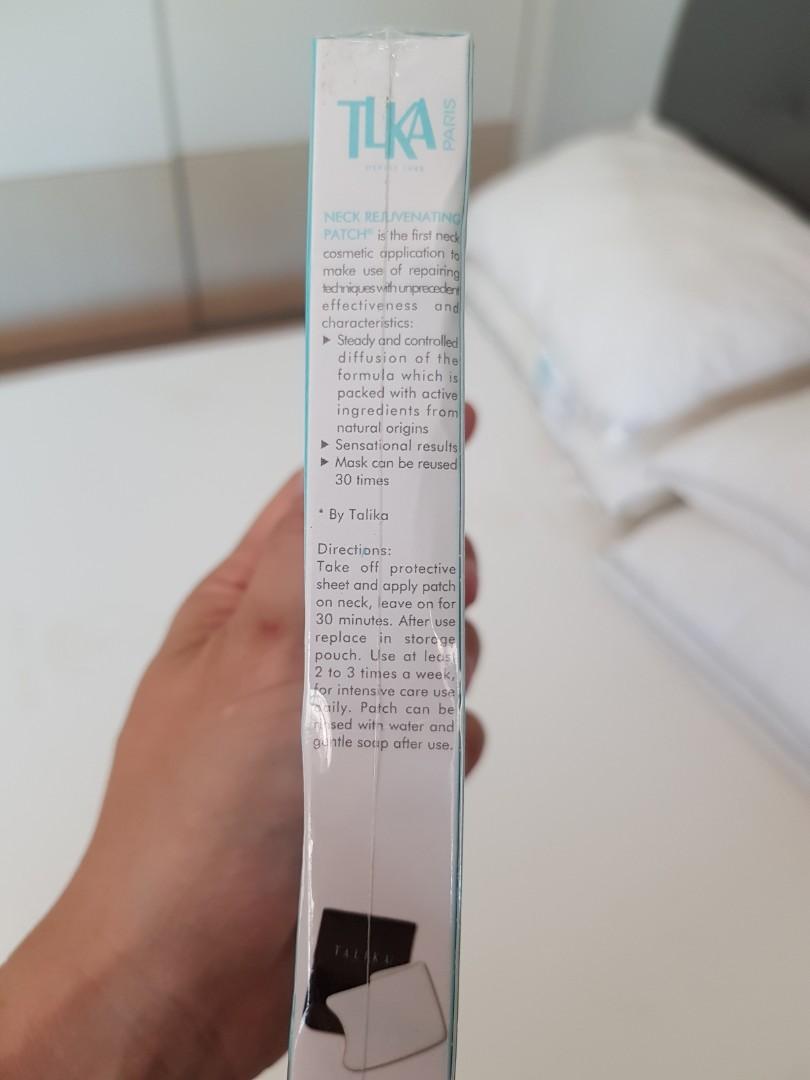 TLKA PARIS
DEPUIS 1948
NECK REJUVENATING
PATCH* is the first neck
cosmetic application to
make use of repairing
techniques with unprecedent
effectiveness and
characteristics:
▶ Steady and controlled
diffusion of the
formula which is
packed with active
ingredients from
natural origins
▶ Sensational results
▶ Mask can be reused
30 times
* By Talika
Directions:
Take off protective
sheet and apply patch
on neck, leave on for
30 minutes. After use
replace in storage
pouch. Use at least
2 to 3 times a week,
for intensive care use
daily. Patch can be
rinsed with water and
gentle soap after use.
TALIKA